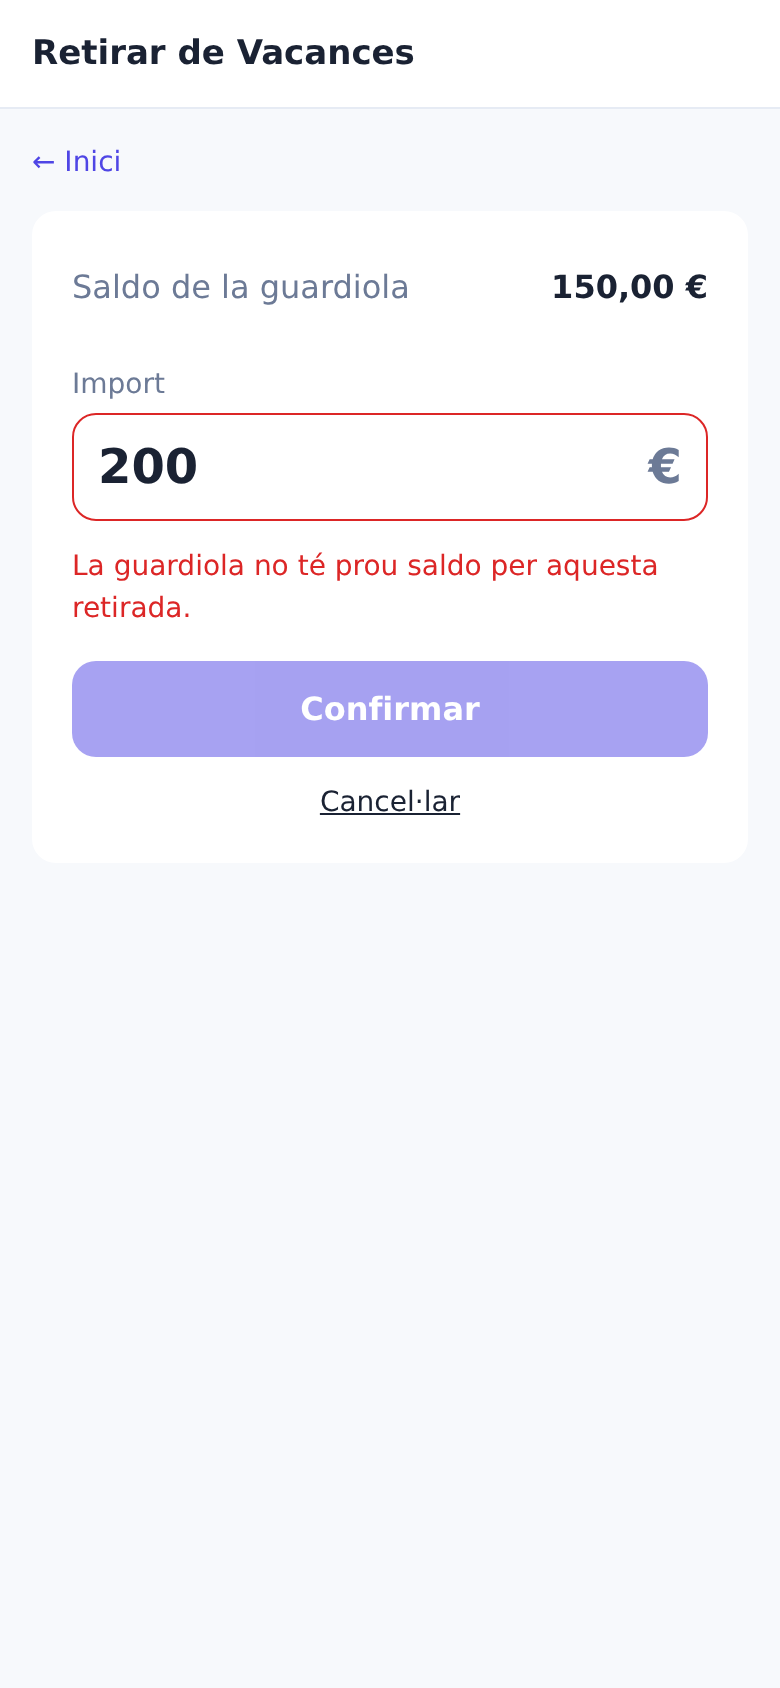 Retirar de Vacances
← Inici
Saldo de la guardiola 150,00 €
Import
200 €
La guardiola no té prou saldo per aquesta
retirada.
Confirmar
Cancel·lar